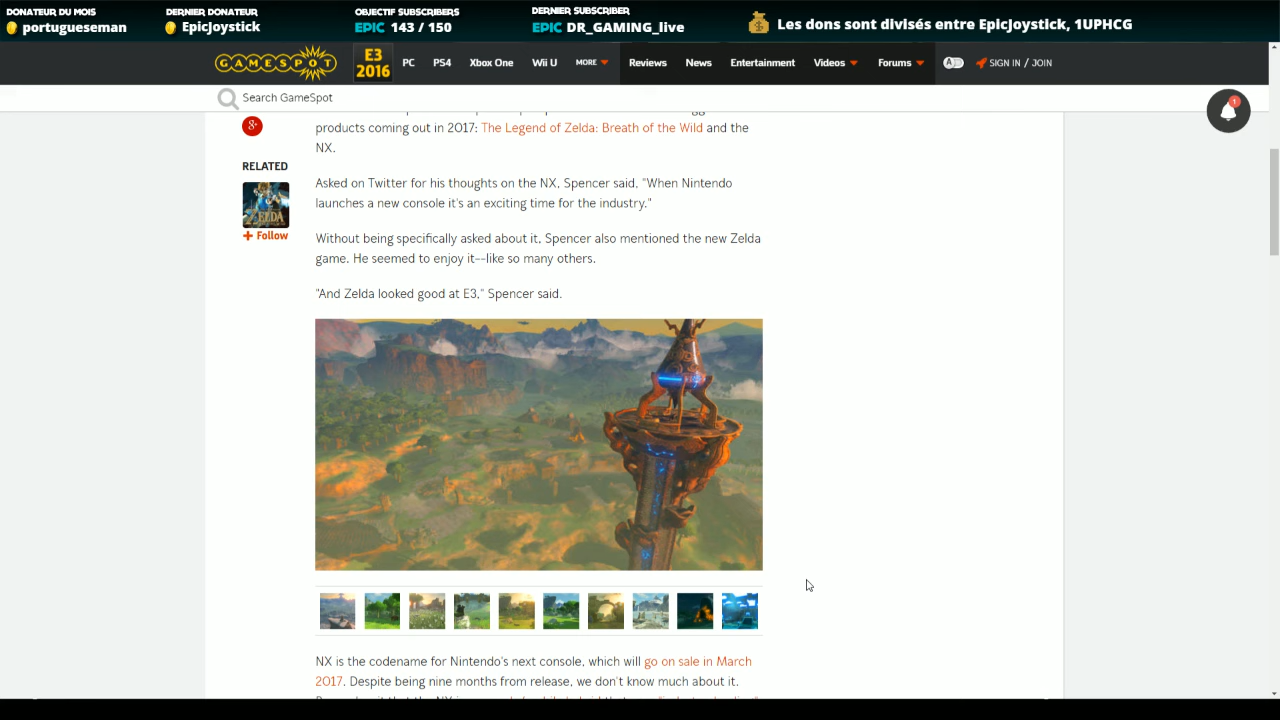 DONATEUR DU MOIS
portugueseman
DERNIER DONATEUR
EpicJoystick
OBJECTIF SUBSCRIBERS
EPIC 143 / 150
DERNIER SUBSCRIBER
EPIC DR_GAMING_live
Les dons sont divisés entre EpicJoystick, 1UPHCG
GAMESPOT
E3 2016
PC PS4 Xbox One Wii U MORE Reviews News Entertainment Videos Forums SIGN IN / JOIN
Search GameSpot
1
g+
products coming out in 2017: The Legend of Zelda: Breath of the Wild and the
NX.
RELATED
ZELDA
+ Follow
Asked on Twitter for his thoughts on the NX, Spencer said, "When Nintendo
launches a new console it's an exciting time for the industry."
Without being specifically asked about it, Spencer also mentioned the new Zelda
game. He seemed to enjoy it--like so many others.
"And Zelda looked good at E3," Spencer said.
NX is the codename for Nintendo's next console, which will go on sale in March
2017. Despite being nine months from release, we don't know much about it.